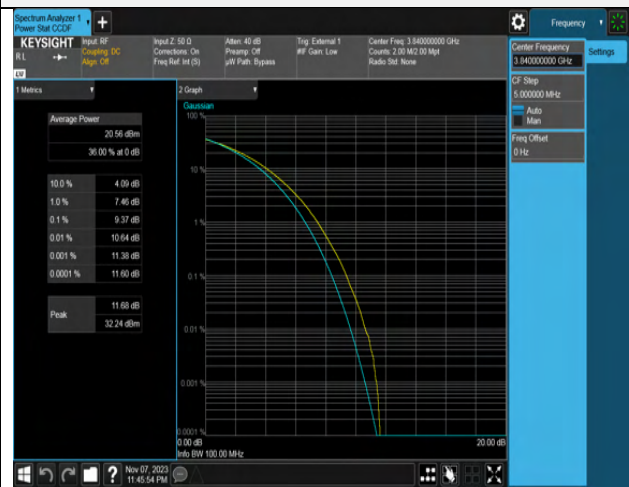 Spectrum Analyzer 1
Power Stat CCDF
+
Frequency
KEYSIGHT
Input: RF
Input Z: 50 Ω
Atten: 40 dB
Trig: External 1
Center Freq: 3.840000000 GHz
RL
Coupling: DC
Corrections: On
Preamp: Off
#IF Gain: Low
Counts: 2.00 M/2.00 Mpt
Align: Off
Freq Ref: Int (S)
µW Path: Bypass
Radio Std: None
Center Frequency
3.840000000 GHz
Settings
CF Step
5.000000 MHz
Auto
Man
Freq Offset
0 Hz
1 Metrics
Average Power
20.56 dBm
36.00 % at 0 dB
10.0 % 4.09 dB
1.0 % 7.46 dB
0.1 % 9.37 dB
0.01 % 10.64 dB
0.001 % 11.38 dB
0.0001 % 11.60 dB
Peak
11.68 dB
32.24 dBm
2 Graph
Gaussian
100 %
10 %
1 %
0.1 %
0.01 %
0.001 %
0.0001 %
0.00 dB
20.00 dB
Info BW 100.00 MHz
?
Nov 07, 2023
11:45:54 PM